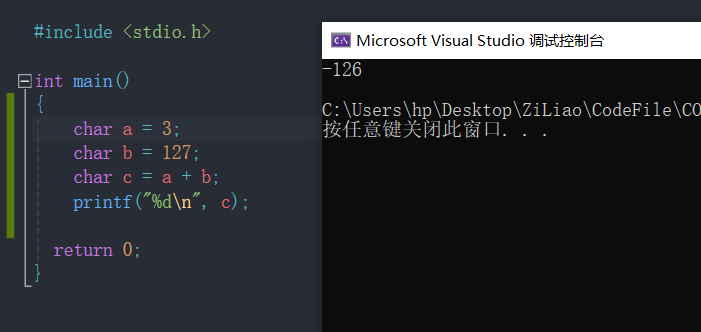 #include <stdio.h>
int main()
{
char a = 3;
char b = 127;
char c = a + b;
printf("%d\n", c);
return 0;
}
C:\ Microsoft Visual Studio 调试控制台
-126
C:\Users\hp\Desktop\ZiLiao\CodeFile\CO
按任意键关闭此窗口. . .